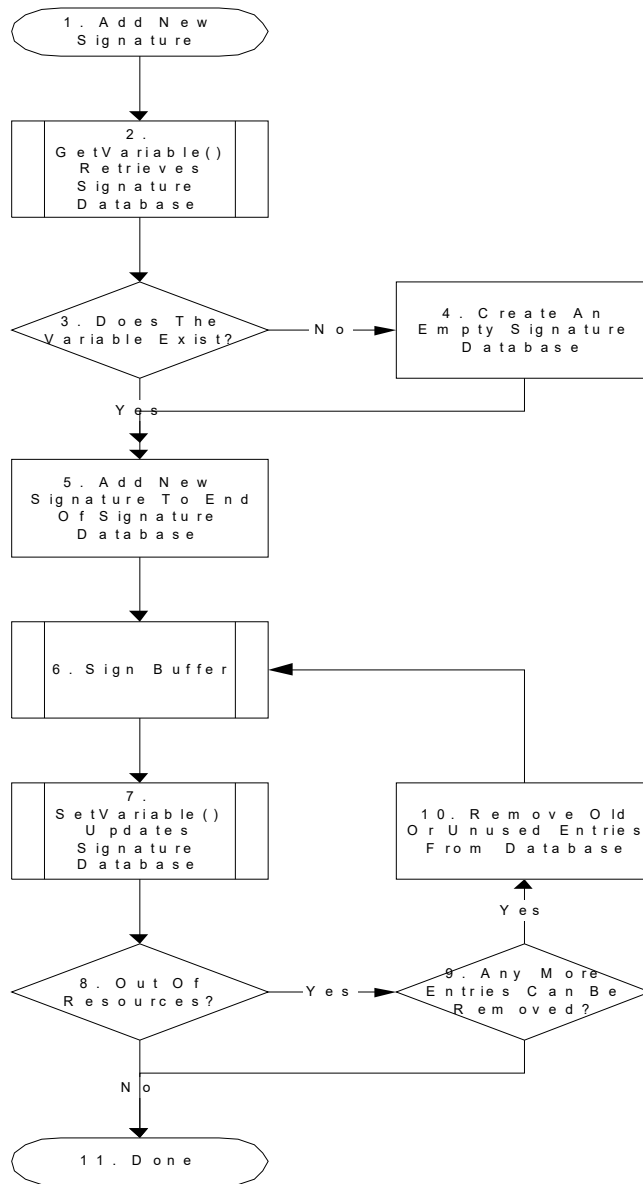 1. Add New
Signature
2.
GetVariable()
Retrieves
Signature
Database
3. Does The
Variable Exist?
No
4. Create An
Empty Signature
Database
Yes
5. Add New
Signature To End
Of Signature
Database
6. Sign Buffer
7.
SetVariable()
Updates
Signature
Database
10. Remove Old
Or Unused Entries
From Database
Yes
8. Out Of
Resources?
Yes
9. Any More
Entries Can Be
Removed?
No
11. Done